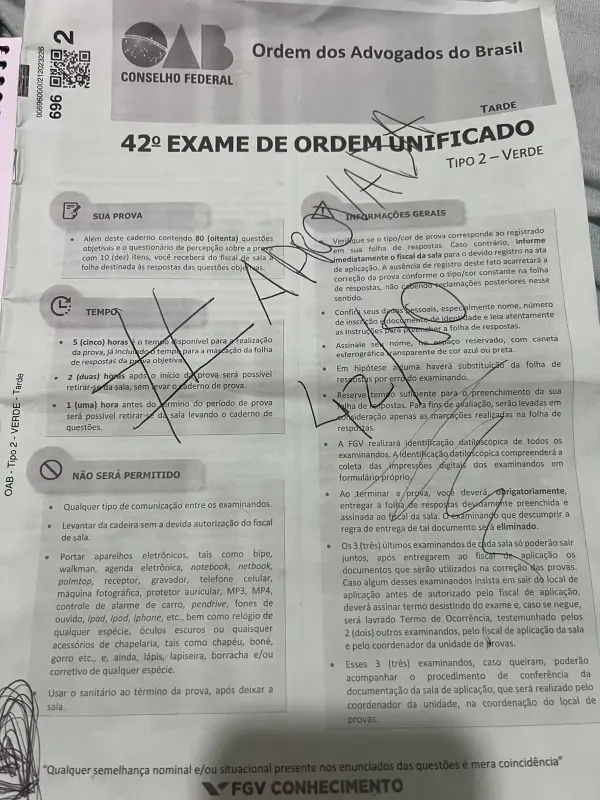 2
696
0069600002120232​26
OAB
CONSELHO FEDERAL
Ordem dos Advogados do Brasil
TARDE
42º EXAME DE ORDEM UNIFICADO
TIPO 2 – VERDE
# APROVADA
SUA PROVA
• Além deste caderno contendo 80 (oitenta) questões
objetivas e o questionário de percepção sobre a prova
com 10 (dez) itens, você receberá do fiscal de sala a
folha destinada às respostas das questões objetivas.
TEMPO
• 5 (cinco) horas é o tempo disponível para a realização
da prova, já incluindo o tempo para a marcação da folha
de respostas da prova objetiva.
• 2 (duas) horas após o início da prova será possível
retirar-se da sala, sem levar o caderno de prova.
• 1 (uma) hora antes do término do período de prova
será possível retirar-se da sala levando o caderno de
questões.
NÃO SERÁ PERMITIDO
• Qualquer tipo de comunicação entre os examinandos.
• Levantar da cadeira sem a devida autorização do fiscal
de sala.
• Portar aparelhos eletrônicos, tais como bipe,
walkman, agenda eletrônica, notebook, netbook,
palmtop, receptor, gravador, telefone celular,
máquina fotográfica, protetor auricular, MP3, MP4,
controle de alarme de carro, pendrive, fones de
ouvido, Ipad, Ipod, Iphone, etc., bem como relógio de
qualquer espécie, óculos escuros ou quaisquer
acessórios de chapelaria, tais como chapéu, boné,
gorro etc., e, ainda, lápis, lapiseira, borracha e/ou
corretivo de qualquer espécie.
Usar o sanitário ao término da prova, após deixar a
sala.
INFORMAÇÕES GERAIS
Verifique se o tipo/cor de prova corresponde ao registrado
em sua folha de respostas. Caso contrário, informe
imediatamente o fiscal da sala para o devido registro na ata
de aplicação. A ausência de registro deste fato acarretará a
correção da prova conforme o tipo/cor constante na folha
de respostas, não cabendo reclamações posteriores nesse
sentido.
• Confira seus dados pessoais, especialmente nome, número
de inscrição e documento de identidade e leia atentamente
as instruções para preencher a folha de respostas.
• Assinale seu nome, no espaço reservado, com caneta
esferográfica transparente de cor azul ou preta.
• Em hipótese alguma haverá substituição da folha de
respostas por erro do examinando.
• Reserve tempo suficiente para o preenchimento da sua
folha de respostas. Para fins de avaliação, serão levadas em
consideração apenas as marcações realizadas na folha de
respostas.
• A FGV realizará identificação datiloscópica de todos os
examinandos. A identificação datiloscópica compreenderá a
coleta das impressões digitais dos examinandos em
formulário próprio.
• Ao terminar a prova, você deverá, obrigatoriamente,
entregar a folha de respostas devidamente preenchida e
assinada ao fiscal da sala. O examinando que descumprir a
regra de entrega de tal documento será eliminado.
• Os 3 (três) últimos examinandos de cada sala só poderão sair
juntos, após entregarem ao fiscal de aplicação os
documentos que serão utilizados na correção das provas.
Caso algum desses examinandos insista em sair do local de
aplicação antes de autorizado pelo fiscal de aplicação,
deverá assinar termo desistindo do exame e, caso se negue,
será lavrado Termo de Ocorrência, testemunhado pelos
2 (dois) outros examinandos, pelo fiscal de aplicação da sala
e pelo coordenador da unidade de provas.
• Esses 3 (três) examinandos, caso queiram, poderão
acompanhar o procedimento de conferência da
documentação da sala de aplicação, que será realizado pelo
coordenador da unidade, na coordenação do local de
provas.
OAB - Tipo 2 - VERDE - Tarde
"Qualquer semelhança nominal e/ou situacional presente nos enunciados das questões é mera coincidência"
FGV CONHECIMENTO